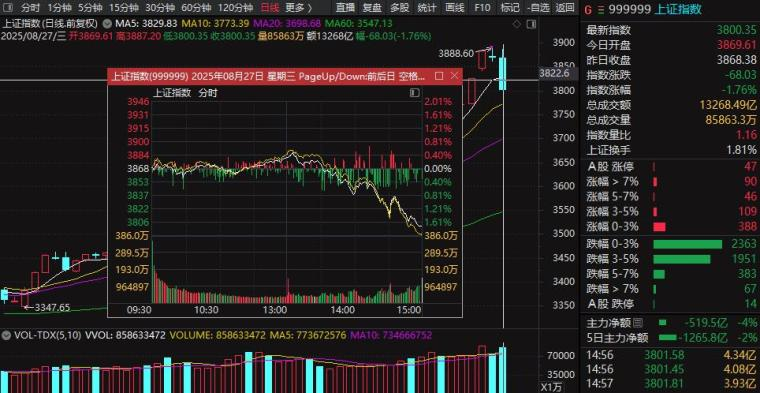 分钟 1分钟 5分钟 15分钟 30分钟 60分钟 120分钟 日线 更多 〉 直播 复盘 多股 统计 画线 F10 标记 -自选 返回
上证指数(日线,前复权) MA5: 3829.83 MA10: 3773.39 MA20: 3698.68 MA60: 3547.13
2025/08/27/三 开3869.61 高3887.20 低3800.35 收3800.35 量85863万 额13268亿 幅-68.03(-1.76%)
3888.60
3900
3822.6
3800
3750
3700
3650
3600
3550
3500
3450
3400
3350
3347.65
上证指数(999999) 2025年08月27日 星期三 PageUp/Down:前后日 空格...
上证指数 分时
3946 2.01%
3931 1.61%
3915 1.20%
3899 0.80%
3884 0.40%
3868 0.00%
3853 0.40%
3837 0.80%
3822 1.20%
3806 1.61%
386.0万 386.0万
289.5万 289.5万
193.0万 193.0万
964897 964897
09:30 10:30 13:00 14:00 15:00
VOL-TDX(5,10) VVOL: 858633472 VOLUME: 858633472 MA5: 773672576 MA10: 734666752
70000
40000
X1万
G 999999 上证指数
最新指数 3800.35
今日开盘 3869.61
昨日收盘 3868.38
指数涨跌 -68.03
指数涨幅 -1.76%
总成交额 13268.49亿
总成交量 85863.3万
指数量比 1.16
上证换手 1.81%
A股 涨停 47
涨幅 > 7% 90
涨幅 5-7% 46
涨幅 3-5% 109
涨幅 0-3% 388
跌幅 0-3% 2363
跌幅 3-5% 1951
跌幅 5-7% 383
跌幅 > 7% 67
A股 跌停 14
主力净额 -519.5亿 -4%
5日主力净额 -1265.8亿 -2%
14:56 3801.58 4.34亿
14:56 3801.45 4.08亿
14:57 3801.81 3.93亿